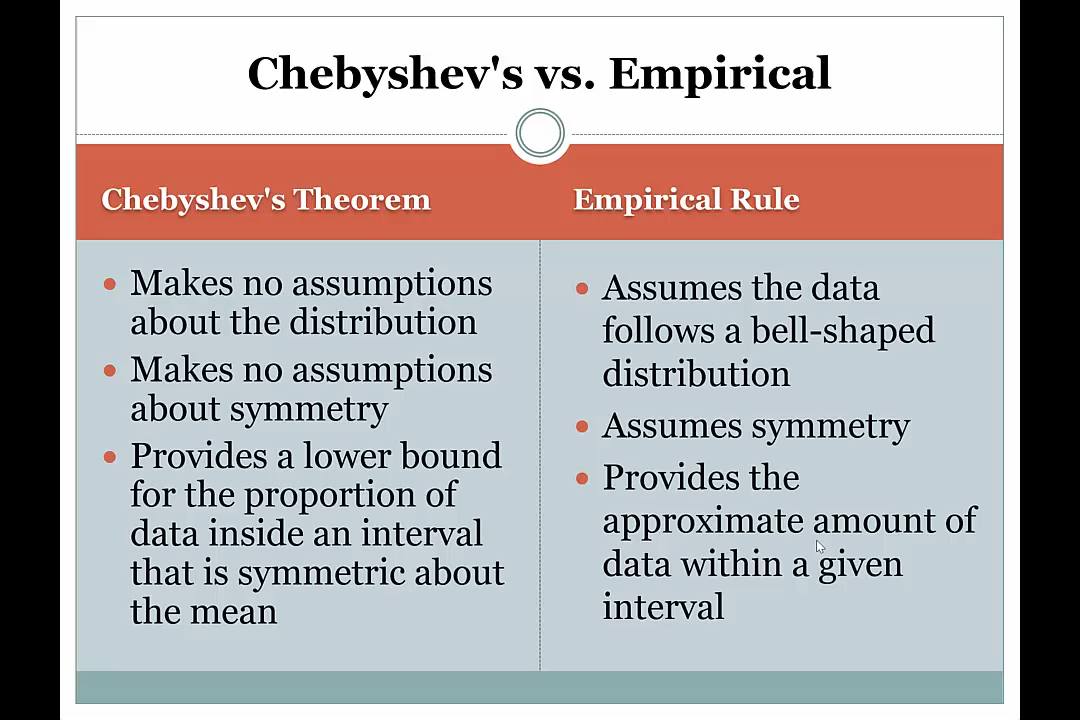 Chebyshev's vs. Empirical
Chebyshev's Theorem
• Makes no assumptions
about the distribution
• Makes no assumptions
about symmetry
• Provides a lower bound
for the proportion of
data inside an interval
that is symmetric about
the mean
Empirical Rule
• Assumes the data
follows a bell-shaped
distribution
• Assumes symmetry
• Provides the
approximate amount of
data within a given
interval